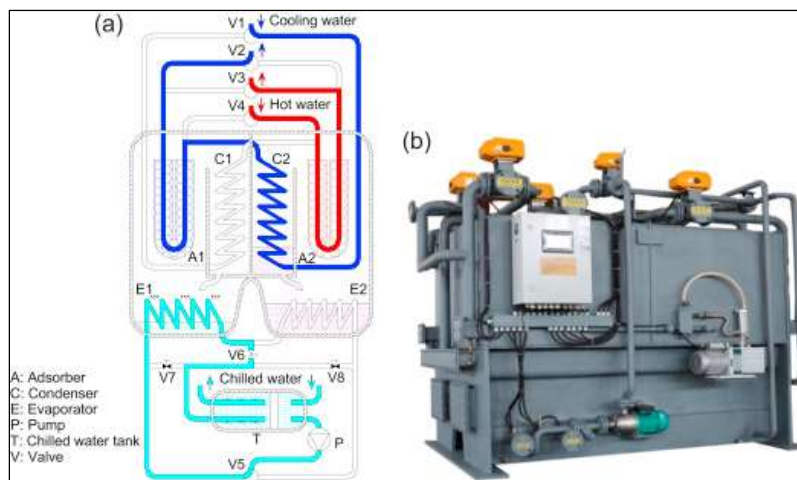 (a)
V1
Cooling water
V2
V3
V4
Hot water
C1
C2
A1
A2
E1
E2
V6
V7
V8
Chilled water
T
P
V5
A: Adsorber
C: Condenser
E: Evaporator
P: Pump
T: Chilled water tank
V: Valve
(b)